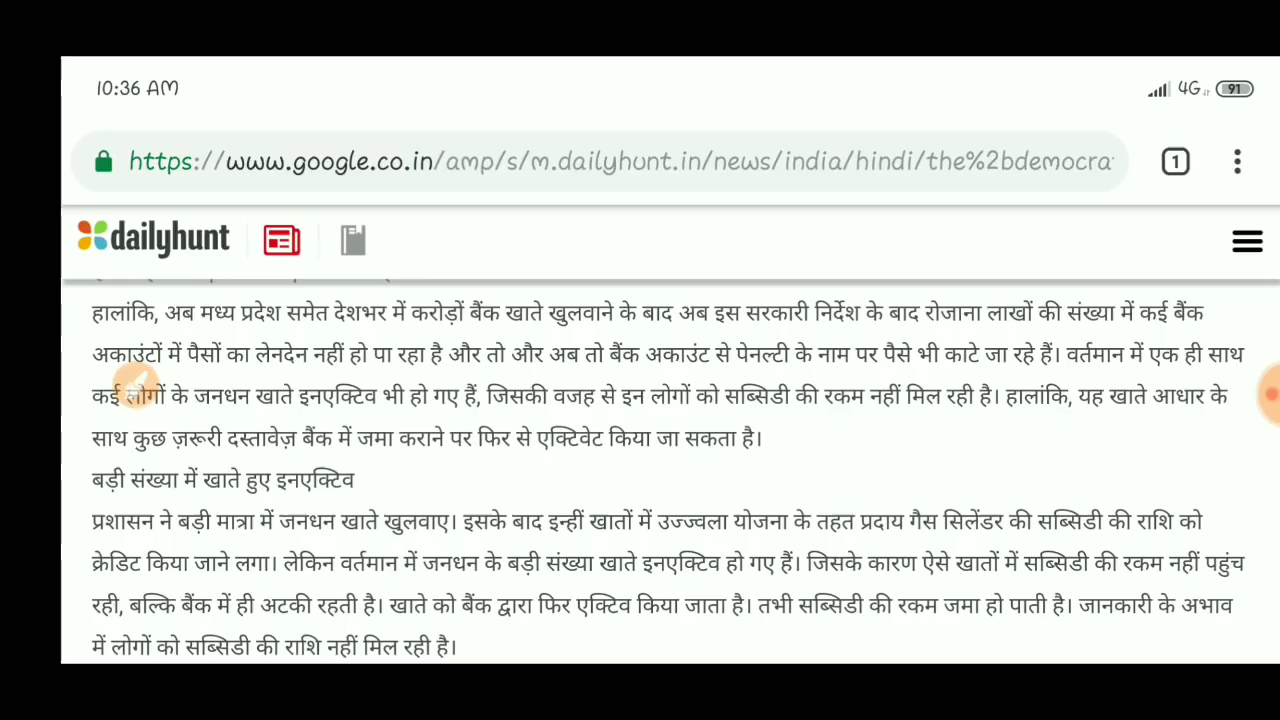 10:36 AM
4G
91
https://www.google.co.in/amp/s/m.dailyhunt.in/news/india/hindi/the%2bdemocra
1
dailyhunt
हालांकि, अब मध्य प्रदेश समेत देशभर में करोड़ों बैंक खाते खुलवाने के बाद अब इस सरकारी निर्देश के बाद रोजाना लाखों की संख्या में कई बैंक
अकाउंटों में पैसों का लेनदेन नहीं हो पा रहा है और तो और अब तो बैंक अकाउंट से पेनल्टी के नाम पर पैसे भी काटे जा रहे हैं। वर्तमान में एक ही साथ
कई लोगों के जनधन खाते इनएक्टिव भी हो गए हैं, जिसकी वजह से इन लोगों को सब्सिडी की रकम नहीं मिल रही है। हालांकि, यह खाते आधार के
साथ कुछ ज़रूरी दस्तावेज़ बैंक में जमा कराने पर फिर से एक्टिवेट किया जा सकता है।
बड़ी संख्या में खाते हुए इनएक्टिव
प्रशासन ने बड़ी मात्रा में जनधन खाते खुलवाए। इसके बाद इन्हीं खातों में उज्ज्वला योजना के तहत प्रदाय गैस सिलेंडर की सब्सिडी की राशि को
क्रेडिट किया जाने लगा। लेकिन वर्तमान में जनधन के बड़ी संख्या खाते इनएक्टिव हो गए हैं। जिसके कारण ऐसे खातों में सब्सिडी की रकम नहीं पहुंच
रही, बल्कि बैंक में ही अटकी रहती है। खाते को बैंक द्वारा फिर एक्टिव किया जाता है। तभी सब्सिडी की रकम जमा हो पाती है। जानकारी के अभाव
में लोगों को सब्सिडी की राशि नहीं मिल रही है।